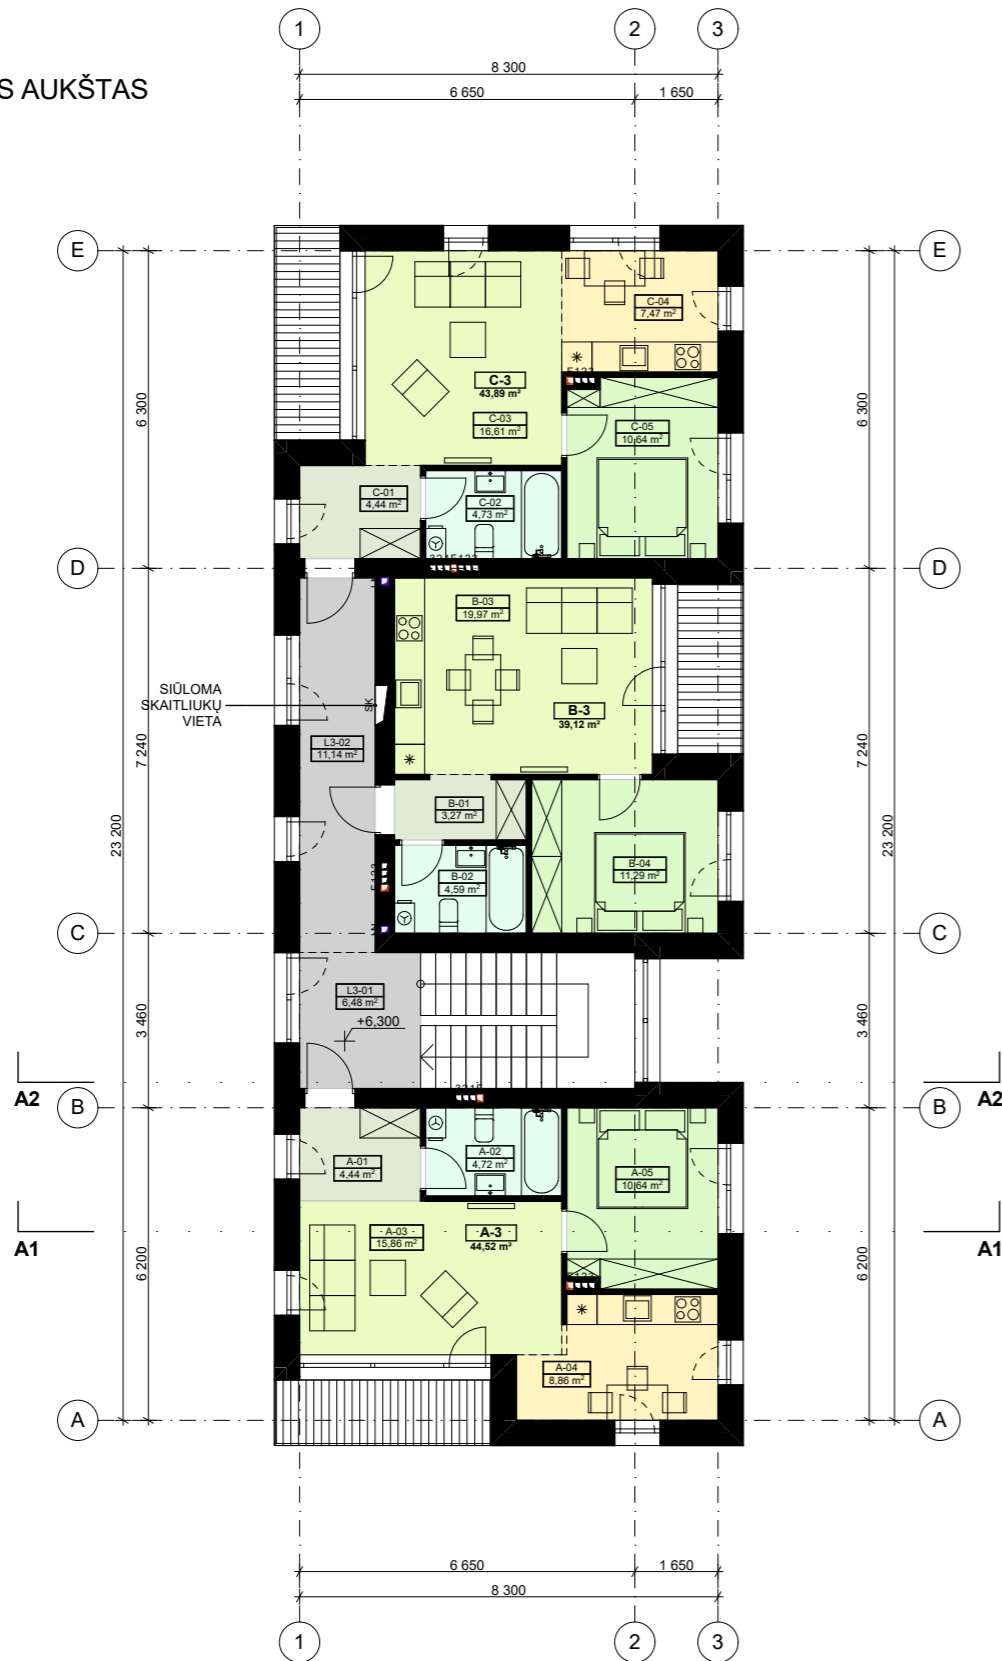 1
2
3
8 300
6 650
1 650
S AUKŠTAS
E
E
C-04
7,47 m²
C-3
43,89 m²
C-03
16,61 m²
C-05
10,64 m²
6 300
6 300
C-01
4,44 m²
C-02
4,73 m²
D
D
B-03
19,97 m²
SIŪLOMA
SKAITLIUKŲ
VIETA
SK
B-3
39,12 m²
L3-02
11,14 m²
7 240
7 240
B-01
3,27 m²
23 200
23 200
B-02
4,59 m²
B-04
11,29 m²
C
C
L3-01
6,48 m²
+6,300
3 460
3 460
A2
A2
B
B
A-01
4,44 m²
A-02
4,72 m²
A-05
10,64 m²
A1
A1
A-03
15,86 m²
A-3
44,52 m²
6 200
6 200
A-04
8,86 m²
A
A
6 650
1 650
8 300
1
2
3